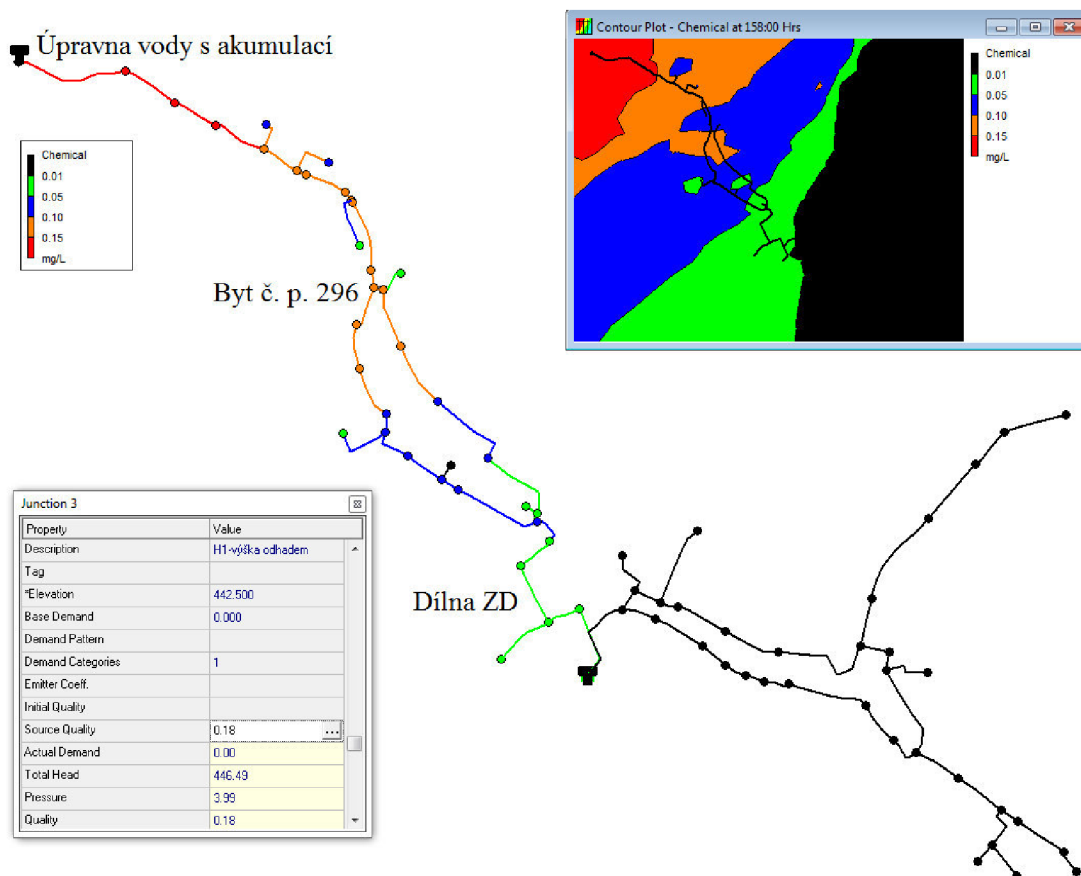 Úpravna vody s akumulací
Contour Plot - Chemical at 158:00 Hrs
Chemical
0.01
0.05
0.10
0.15
mg/L
Chemical
0.01
0.05
0.10
0.15
mg/L
Byt č. p. 296
Junction 3
Property Value
Description H1-výška odhadem
Tag
*Elevation 442.500
Base Demand 0.000
Demand Pattern
Demand Categories 1
Emitter Coeff.
Initial Quality
Source Quality 0.18 ...
Actual Demand 0.00
Total Head 446.49
Pressure 3.99
Quality 0.18
Dílna ZD